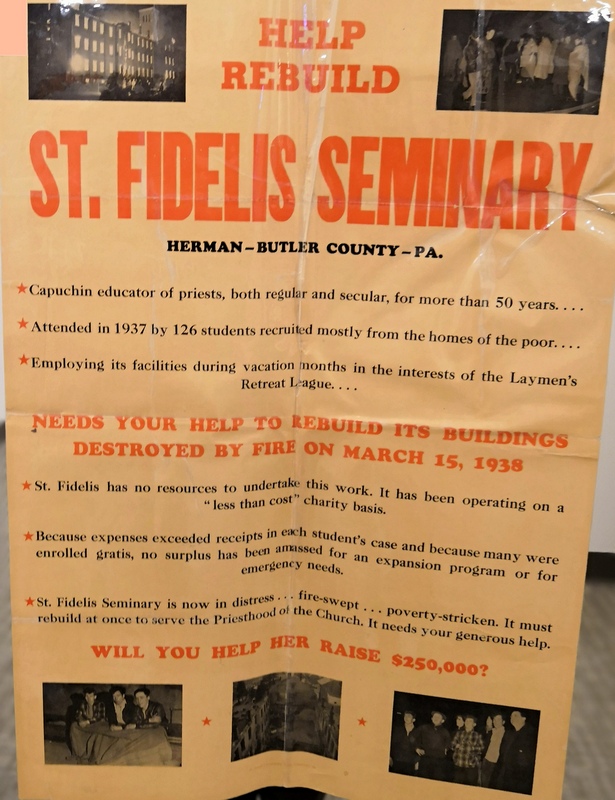 HELP
REBUILD
ST. FIDELIS SEMINARY
HERMAN–BUTLER COUNTY–PA.
★Capuchin educator of priests, both regular and secular, for more than 50 years....
★Attended in 1937 by 126 students recruited mostly from the homes of the poor....
★Employing its facilities during vacation months in the interests of the Laymen's
Retreat League....
NEEDS YOUR HELP TO REBUILD ITS BUILDINGS
DESTROYED BY FIRE ON MARCH 15, 1938
★St. Fidelis has no resources to undertake this work. It has been operating on a
"less than cost" charity basis.
★Because expenses exceeded receipts in each student's case and because many were
enrolled gratis, no surplus has been amassed for an expansion program or for
emergency needs.
★St. Fidelis Seminary is now in distress... fire-swept... poverty-stricken. It must
rebuild at once to serve the Priesthood of the Church. It needs your generous help.
WILL YOU HELP HER RAISE $250,000?